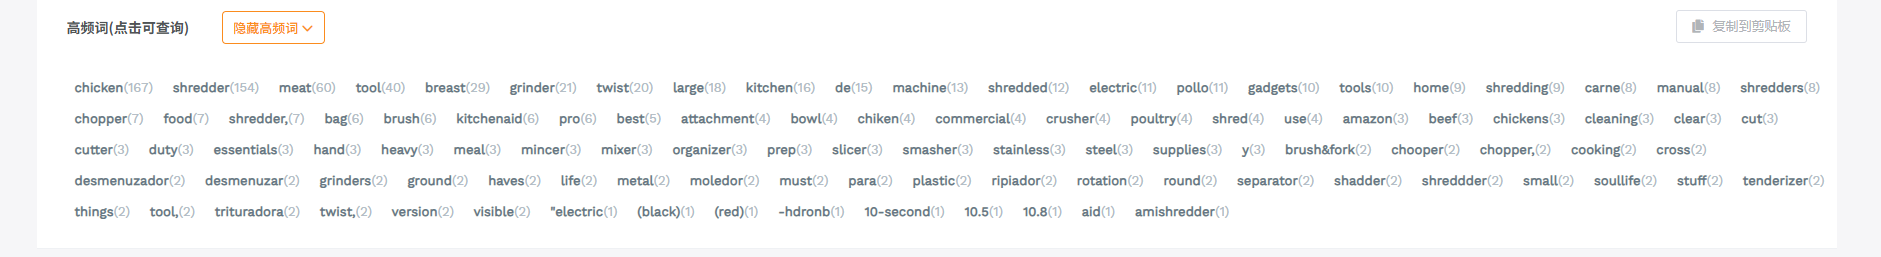 高频词(点击可查询) 隐藏高频词 复制到剪贴板
chicken(167) shredder(154) meat(60) tool(40) breast(29) grinder(21) twist(20) large(18) kitchen(16) de(15) machine(13) shredded(12) electric(11) pollo(11) gadgets(10) tools(10) home(9) shredding(9) carne(8) manual(8) shredders(8)
chopper(7) food(7) shredder,(7) bag(6) brush(6) kitchenaid(6) pro(6) best(5) attachment(4) bowl(4) chiken(4) commercial(4) crusher(4) poultry(4) shred(4) use(4) amazon(3) beef(3) chickens(3) cleaning(3) clear(3) cut(3)
cutter(3) duty(3) essentials(3) hand(3) heavy(3) meal(3) mincer(3) mixer(3) organizer(3) prep(3) slicer(3) smasher(3) stainless(3) steel(3) supplies(3) y(3) brush&fork(2) chooper(2) chopper,(2) cooking(2) cross(2)
desmenuzador(2) desmenuzar(2) grinders(2) ground(2) haves(2) life(2) metal(2) moledor(2) must(2) para(2) plastic(2) ripiador(2) rotation(2) round(2) separator(2) shadder(2) shreddder(2) small(2) soullife(2) stuff(2) tenderizer(2)
things(2) tool,(2) trituradora(2) twist,(2) version(2) visible(2) "electric(1) (black)(1) (red)(1) -hdronb(1) 10-second(1) 10.5(1) 10.8(1) aid(1) amishredder(1)